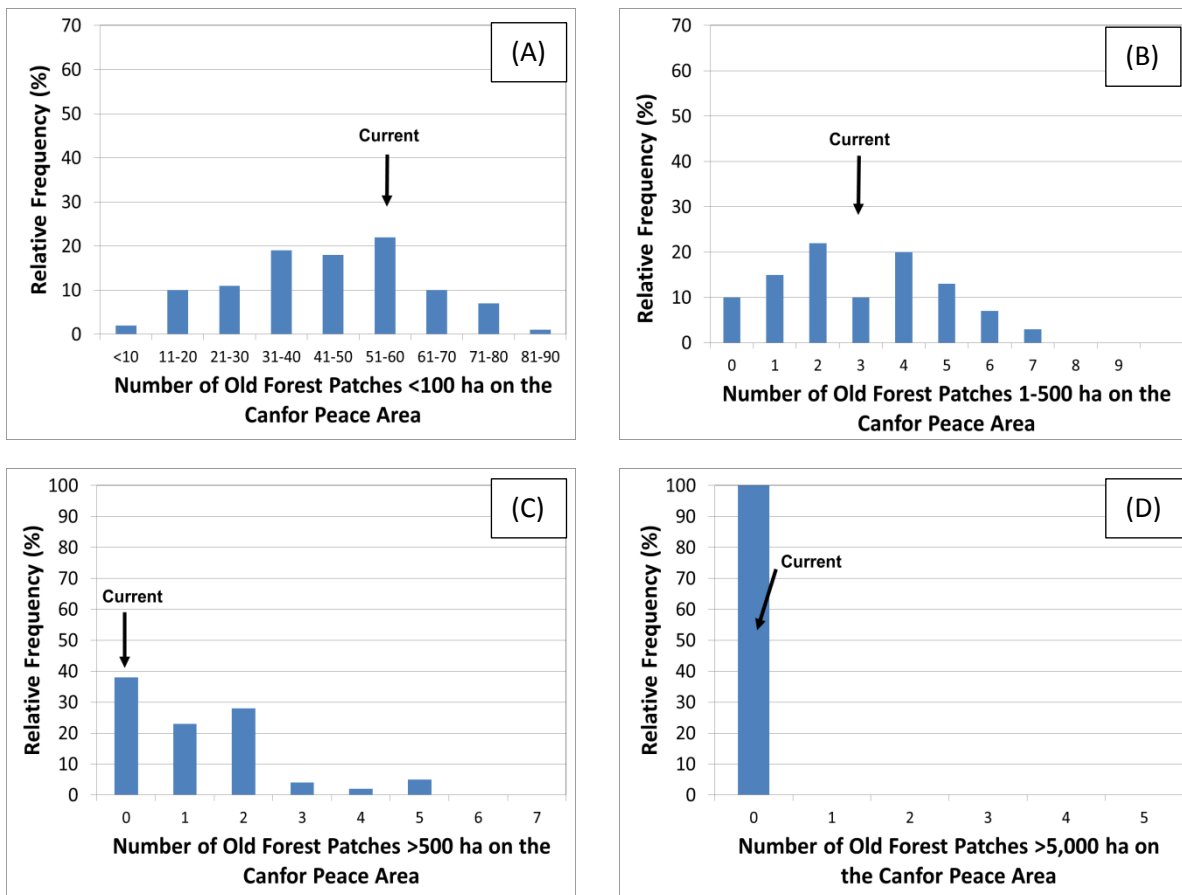 (A)
Relative Frequency (%)
70
60
50
40
30
20
10
0
Current
<10 11-20 21-30 31-40 41-50 51-60 61-70 71-80 81-90
Number of Old Forest Patches <100 ha on the
Canfor Peace Area
(B)
Relative Frequency (%)
70
60
50
40
30
20
10
0
Current
0 1 2 3 4 5 6 7 8 9
Number of Old Forest Patches 1-500 ha on the
Canfor Peace Area
(C)
Relative Frequency (%)
100
90
80
70
60
50
40
30
20
10
0
Current
0 1 2 3 4 5 6 7
Number of Old Forest Patches >500 ha on the
Canfor Peace Area
(D)
Relative Frequency (%)
100
90
80
70
60
50
40
30
20
10
0
Current
0 1 2 3 4 5
Number of Old Forest Patches >5,000 ha on
the Canfor Peace Area